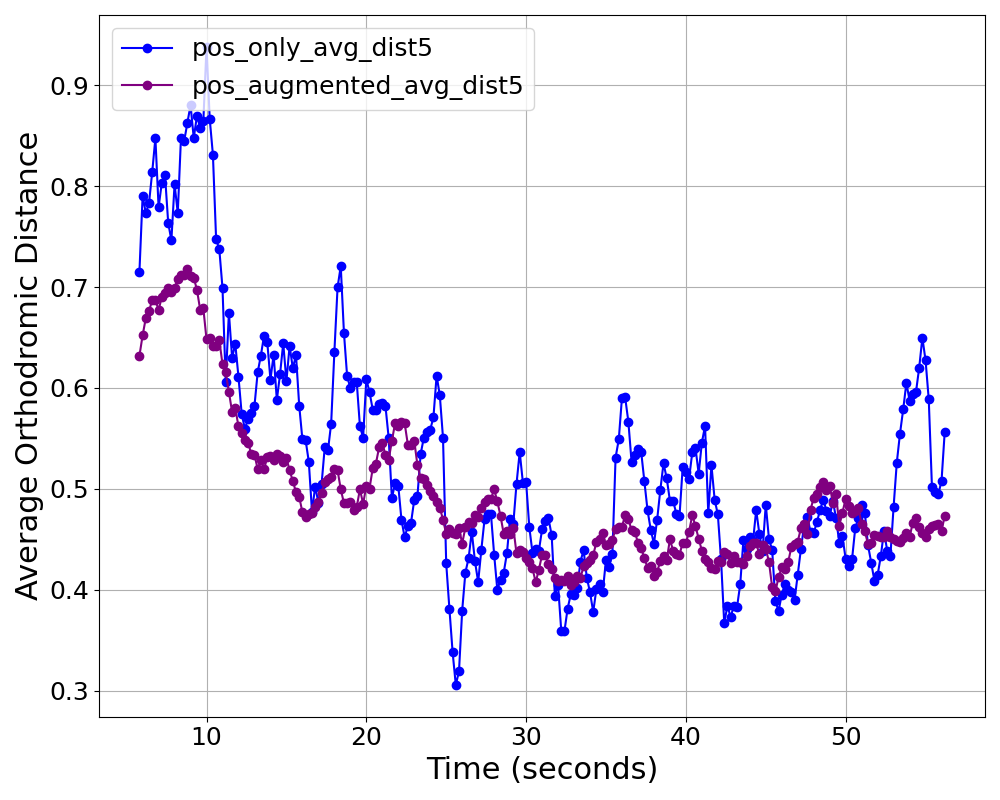 pos_only_avg_dist5
pos_augmented_avg_dist5
0.9
0.8
0.7
0.6
0.5
0.4
0.3
Average Orthodromic Distance
10 20 30 40 50
Time (seconds)